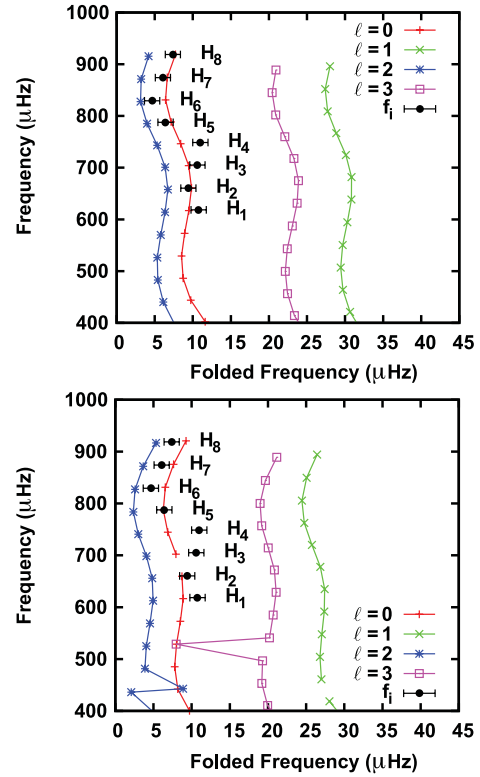 1000
900
800
700
600
500
400
Frequency (μHz)
H8
H7
H6
H5
H4
H3
H2
H1
ℓ = 0
ℓ = 1
ℓ = 2
ℓ = 3
fi
0 5 10 15 20 25 30 35 40 45
Folded Frequency (μHz)
1000
900
800
700
600
500
400
Frequency (μHz)
H8
H7
H6
H5
H4
H3
H2
H1
ℓ = 0
ℓ = 1
ℓ = 2
ℓ = 3
fi
0 5 10 15 20 25 30 35 40 45
Folded Frequency (μHz)